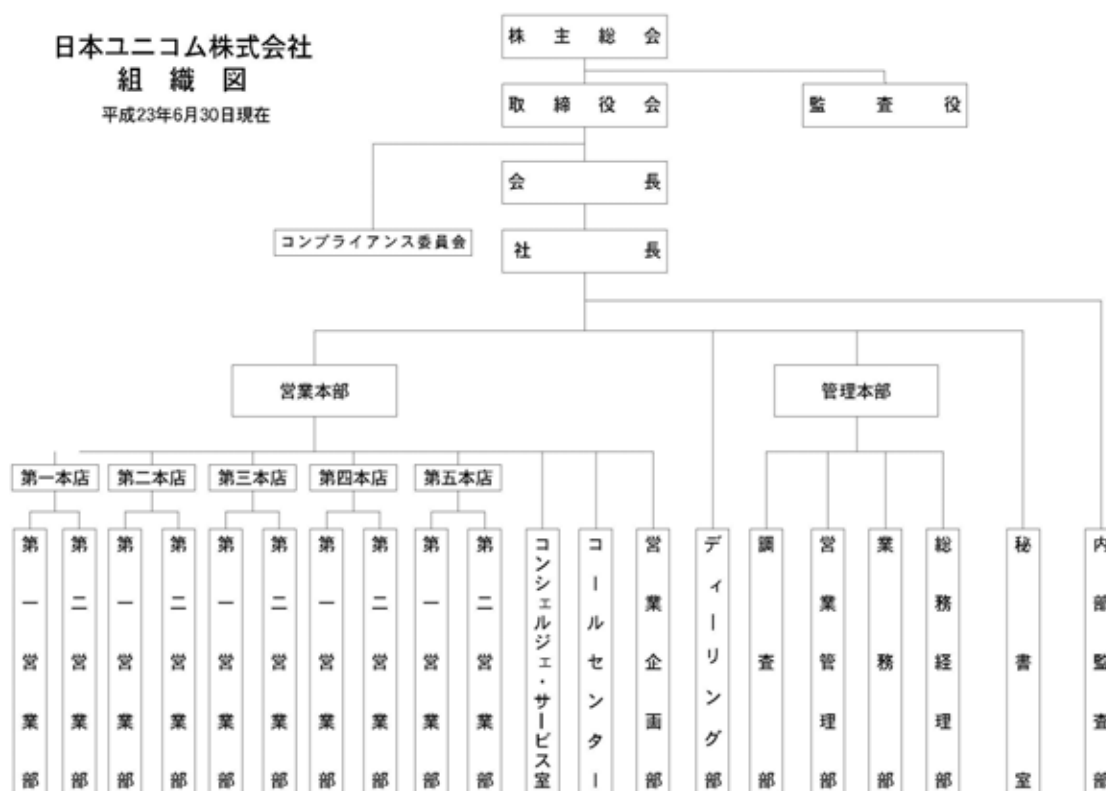 日本ユニコム株式会社
組織図
平成23年6月30日現在
株主総会
取締役会
監査役
会長
コンプライアンス委員会
社長
営業本部
管理本部
第一本店
第二本店
第三本店
第四本店
第五本店
第一営業部
第二営業部
第一営業部
第二営業部
第一営業部
第二営業部
第一営業部
第二営業部
第一営業部
第二営業部
コンシェルジェ・サービス室
コールセンター
営業企画部
ディーリング部
調査部
営業管理部
業務部
総務経理部
秘書室
内部監査部